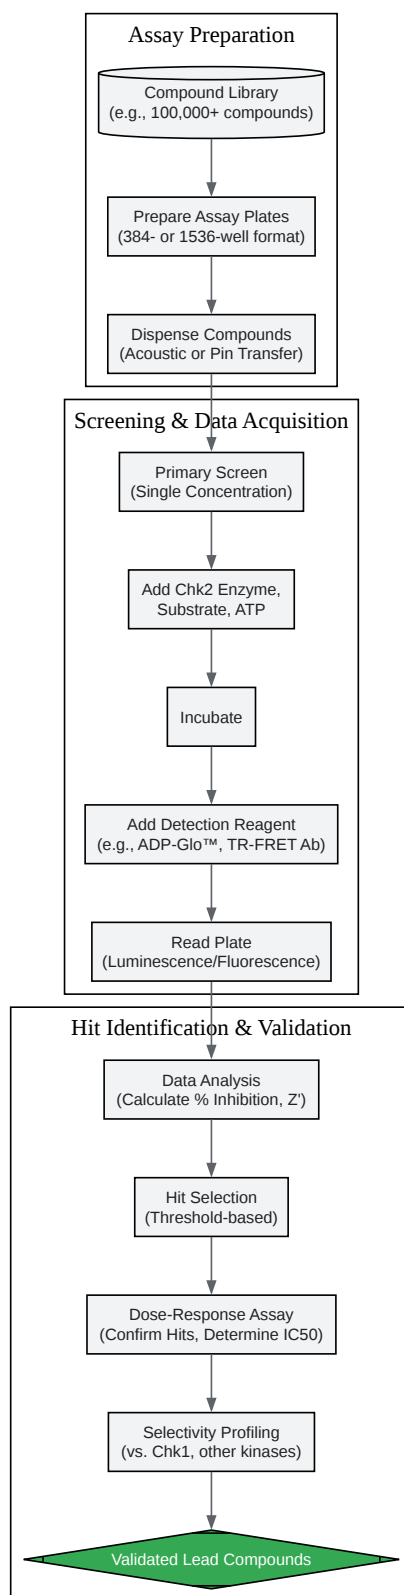 Assay Preparation
Compound Library
(e.g., 100,000+ compounds)
Prepare Assay Plates
(384- or 1536-well format)
Dispense Compounds
(Acoustic or Pin Transfer)
Screening & Data Acquisition
Primary Screen
(Single Concentration)
Add Chk2 Enzyme,
Substrate, ATP
Incubate
Add Detection Reagent
(e.g., ADP-Glo™, TR-FRET Ab)
Read Plate
(Luminescence/Fluorescence)
Hit Identification & Validation
Data Analysis
(Calculate % Inhibition, Z')
Hit Selection
(Threshold-based)
Dose-Response Assay
(Confirm Hits, Determine IC50)
Selectivity Profiling
(vs. Chk1, other kinases)
Validated Lead Compounds